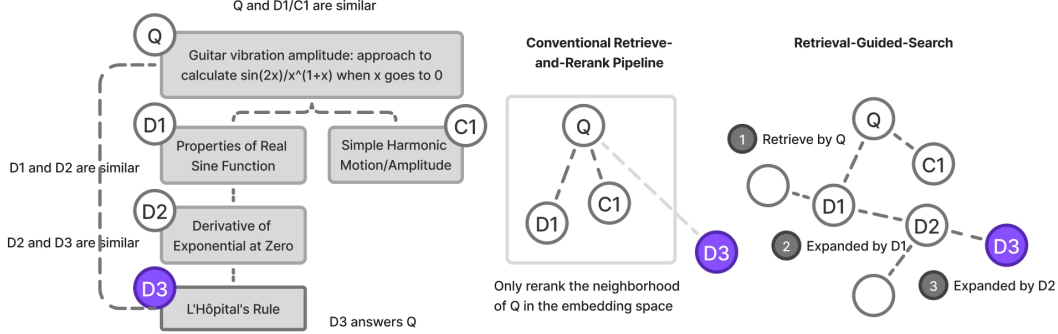 Q and D1/C1 are similar
Q
Guitar vibration amplitude: approach to
calculate sin(2x)/x^(1+x) when x goes to 0
D1
Properties of Real
Sine Function
C1
Simple Harmonic
Motion/Amplitude
D1 and D2 are similar
D2
Derivative of
Exponential at Zero
D2 and D3 are similar
D3
L'Hôpital's Rule
D3 answers Q
Conventional Retrieve-
and-Rerank Pipeline
Q
D1
C1
D3
Only rerank the neighborhood
of Q in the embedding space
Retrieval-Guided-Search
Q
1 Retrieve by Q
C1
D1
D2
D3
2 Expanded by D1
3 Expanded by D2